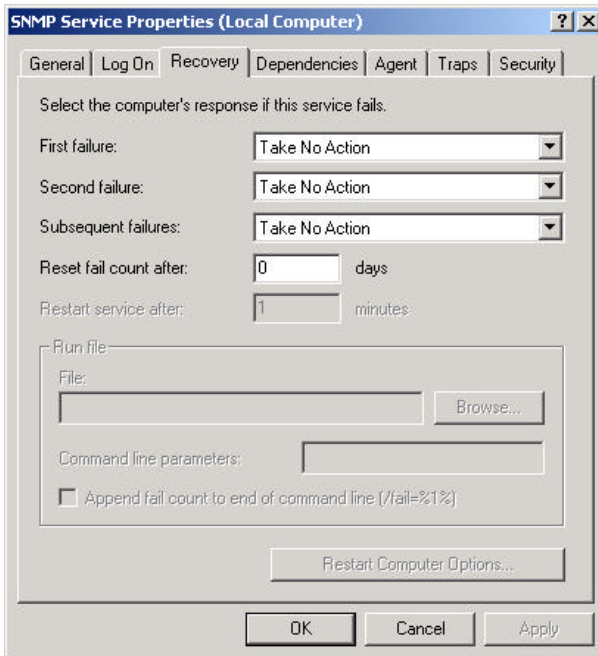 SNMP Service Properties (Local Computer)
General Log On Recovery Dependencies Agent Traps Security
Select the computer's response if this service fails.
First failure: Take No Action
Second failure: Take No Action
Subsequent failures: Take No Action
Reset fail count after: 0 days
Restart service after: 1 minutes
Run file
File:
Browse...
Command line parameters:
Append fail count to end of command line (/fail=%1%)
Restart Computer Options...
OK Cancel Apply